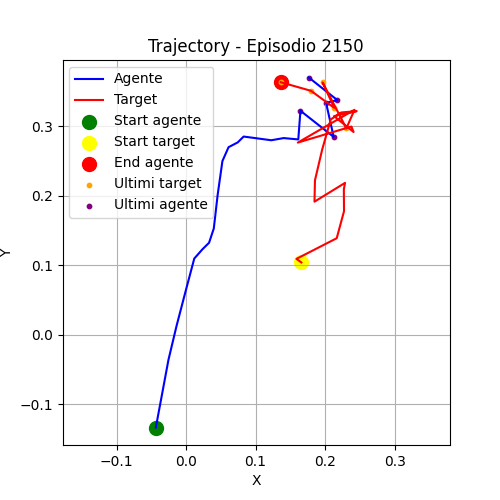 Trajectory - Episodio 2150
Agente
Target
Start agente
Start target
End agente
Ultimi target
Ultimi agente
0.3
0.2
0.1
0.0
−0.1
Y
−0.1
0.0
0.1
0.2
0.3
X